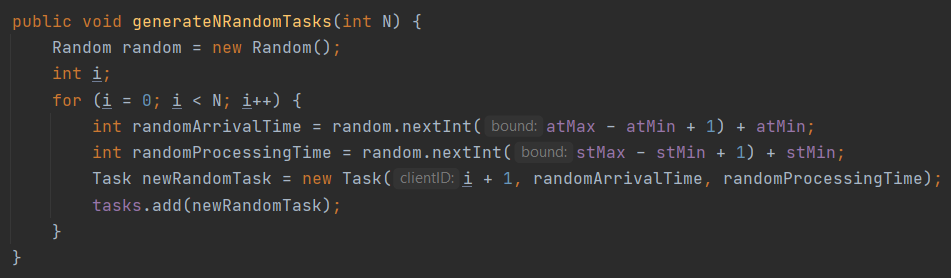 public void generateNRandomTasks(int N) {
    Random random = new Random();
    int i;
    for (i = 0; i < N; i++) {
        int randomArrivalTime = random.nextInt( bound: atMax - atMin + 1) + atMin;
        int randomProcessingTime = random.nextInt( bound: stMax - stMin + 1) + stMin;
        Task newRandomTask = new Task( clientID: i + 1, randomArrivalTime, randomProcessingTime);
        tasks.add(newRandomTask);
    }
}